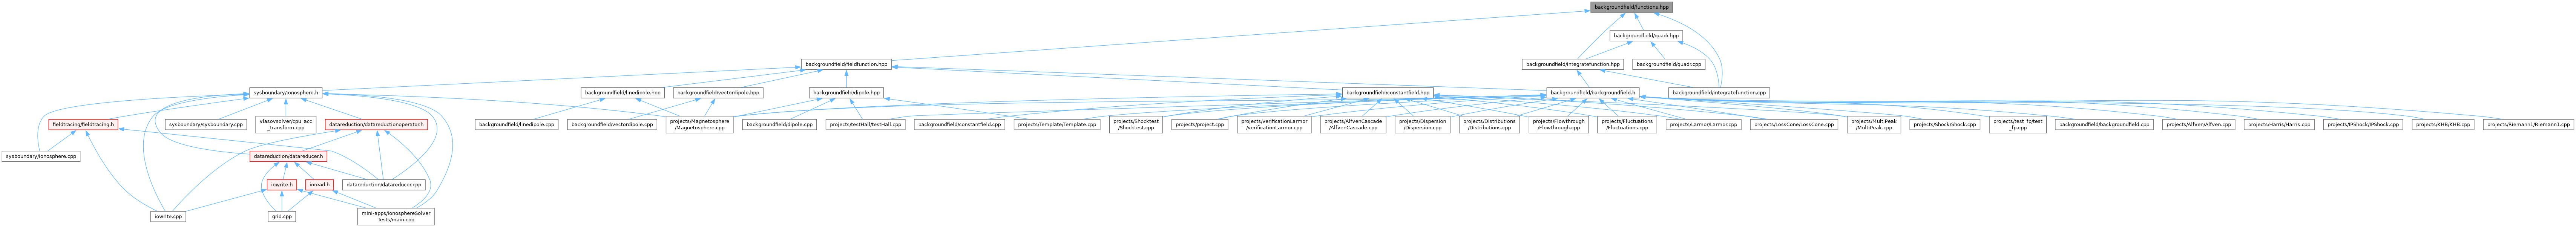 backgroundfield/functions.hpp
backgroundfield/quadr.hpp
backgroundfield/fieldfunction.hpp
backgroundfield/integratefunction.hpp
backgroundfield/quadr.cpp
sysboundary/ionosphere.h
backgroundfield/linedipole.hpp
backgroundfield/vectordipole.hpp
backgroundfield/dipole.hpp
backgroundfield/constantfield.hpp
backgroundfield/backgroundfield.h
backgroundfield/integratefunction.cpp
fieldtracing/fieldtracing.h
sysboundary/sysboundary.cpp
vlasovsolver/cpu_acc
_transform.cpp
datareduction/datareductionoperator.h
backgroundfield/linedipole.cpp
backgroundfield/vectordipole.cpp
projects/Magnetosphere
/Magnetosphere.cpp
backgroundfield/dipole.cpp
projects/testHall/testHall.cpp
backgroundfield/constantfield.cpp
projects/Template/Template.cpp
projects/Shocktest
/Shocktest.cpp
projects/project.cpp
projects/verificationLarmor
/verificationLarmor.cpp
projects/AlfvenCascade
/AlfvenCascade.cpp
projects/Dispersion
/Dispersion.cpp
projects/Distributions
/Distributions.cpp
projects/Flowthrough
/Flowthrough.cpp
projects/Fluctuations
/Fluctuations.cpp
projects/Larmor/Larmor.cpp
projects/LossCone/LossCone.cpp
projects/MultiPeak
/MultiPeak.cpp
projects/Shock/Shock.cpp
projects/test_fp/test
_fp.cpp
backgroundfield/backgroundfield.cpp
projects/Alfven/Alfven.cpp
projects/Harris/Harris.cpp
projects/IPShock/IPShock.cpp
projects/KHB/KHB.cpp
projects/Riemann1/Riemann1.cpp
sysboundary/ionosphere.cpp
datareduction/datareducer.h
iowrite.h
ioread.h
datareduction/datareducer.cpp
iowrite.cpp
grid.cpp
mini-apps/ionosphereSolver
Tests/main.cpp